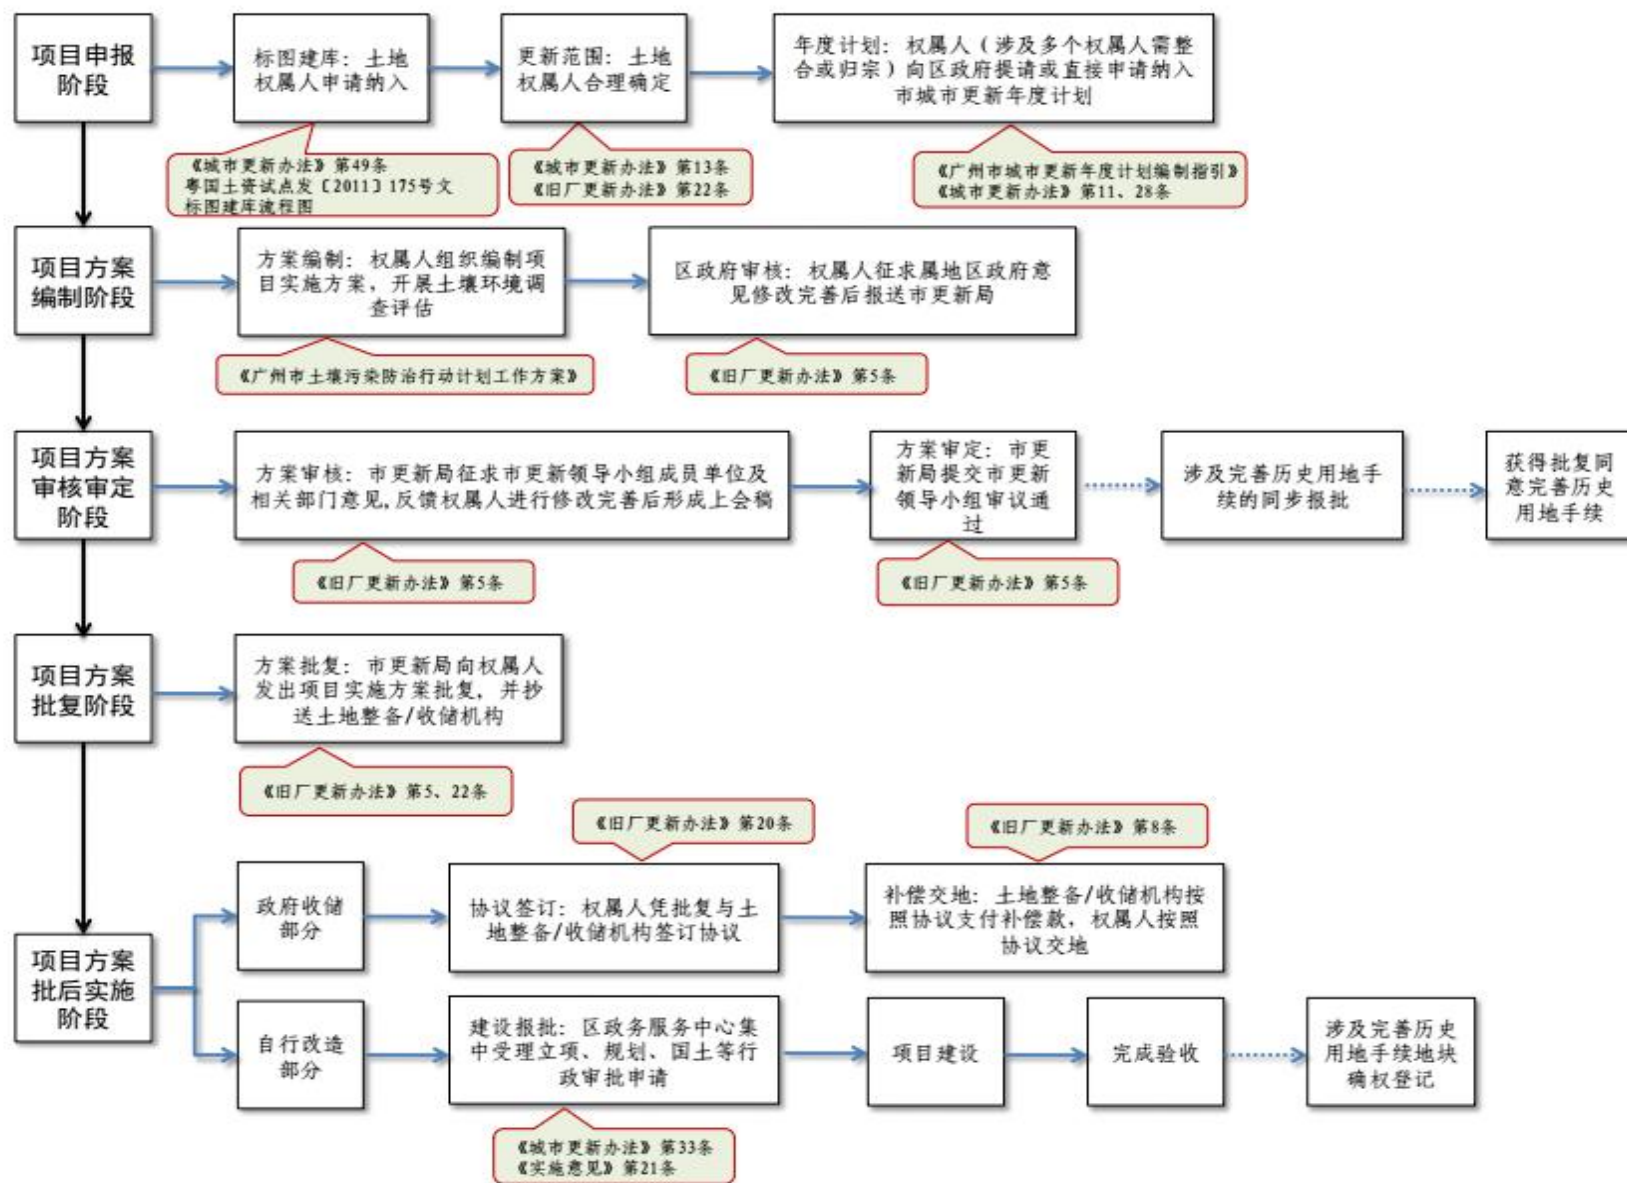 项目申报
阶段
标图建库：土地
权属人申请纳入
更新范围：土地
权属人合理确定
年度计划：权属人（涉及多个权属人需整
合或归宗）向区政府提请或直接申请纳入
市城市更新年度计划
《城市更新办法》第49条
粤国土资试点发〔2011〕175号文
标图建库流程图
《城市更新办法》第13条
《旧厂更新办法》第22条
《广州市城市更新年度计划编制指引》
《城市更新办法》第11、28条
项目方案
编制阶段
方案编制：权属人组织编制项
目实施方案，开展土壤环境调
查评估
区政府审核：权属人征求属地区政府意
见修改完善后报送市更新局
《广州市土壤污染防治行动计划工作方案》
《旧厂更新办法》第5条
项目方案
审核审定
阶段
方案审核：市更新局征求市更新领导小组成员单位及
相关部门意见,反馈权属人进行修改完善后形成上会稿
方案审定：市更
新局提交市更新
领导小组审议通
过
涉及完善历史用地手
续的同步报批
获得批复同
意完善历史
用地手续
《旧厂更新办法》第5条
《旧厂更新办法》第5条
项目方案
批复阶段
方案批复：市更新局向权属人
发出项目实施方案批复，并抄
送土地整备/收储机构
《旧厂更新办法》第5、22条
《旧厂更新办法》第20条
《旧厂更新办法》第8条
项目方案
批后实施
阶段
政府收储
部分
协议签订：权属人凭批复与土
地整备/收储机构签订协议
补偿交地：土地整备/收储机构按
照协议支付补偿款，权属人按照
协议交地
自行改造
部分
建设报批：区政务服务中心集
中受理立项、规划、国土等行
政审批申请
项目建设
完成验收
涉及完善历史
用地手续地块
确权登记
《城市更新办法》第33条
《实施意见》第21条